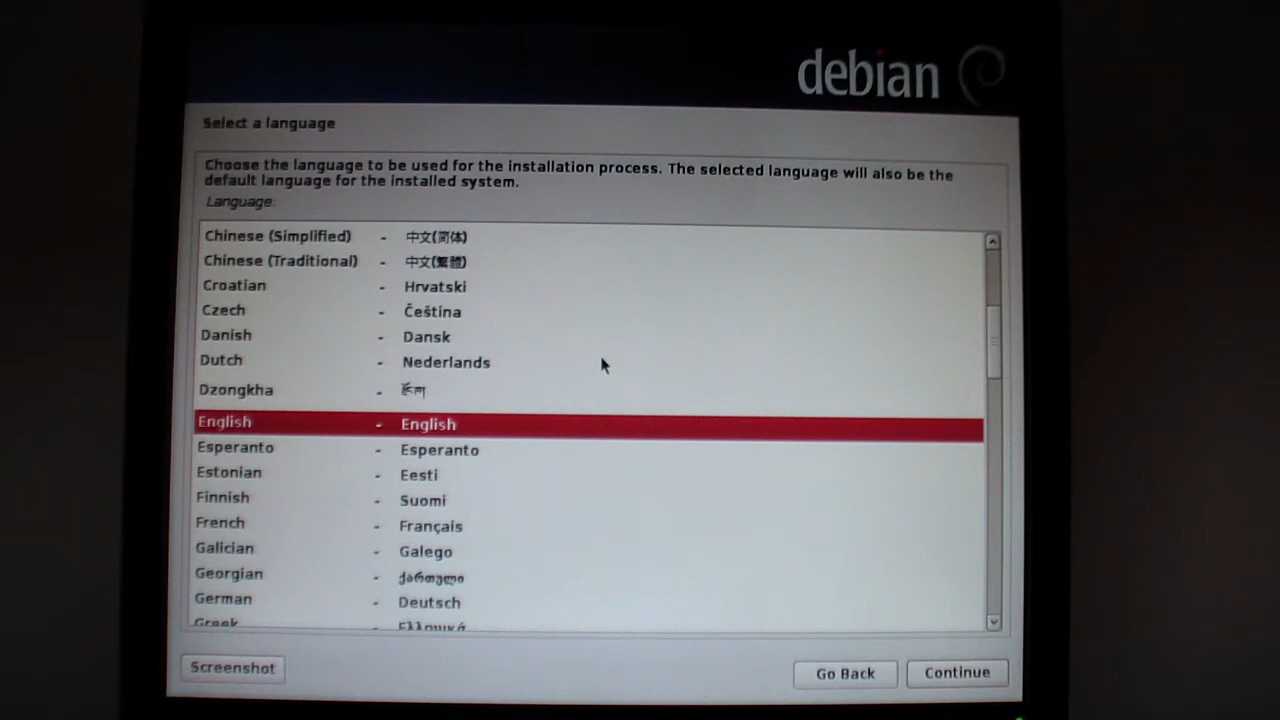 debian
Select a language
Choose the language to be used for the installation process. The selected language will also be the
default language for the installed system.
Language:
Chinese (Simplified) - 中文(简体)
Chinese (Traditional) - 中文(繁體)
Croatian - Hrvatski
Czech - Čeština
Danish - Dansk
Dutch - Nederlands
Dzongkha - རྫོང་ཁ།
English - English
Esperanto - Esperanto
Estonian - Eesti
Finnish - Suomi
French - Français
Galician - Galego
Georgian - ქართული
German - Deutsch
Greek - Ελληνικά
Screenshot
Go Back
Continue